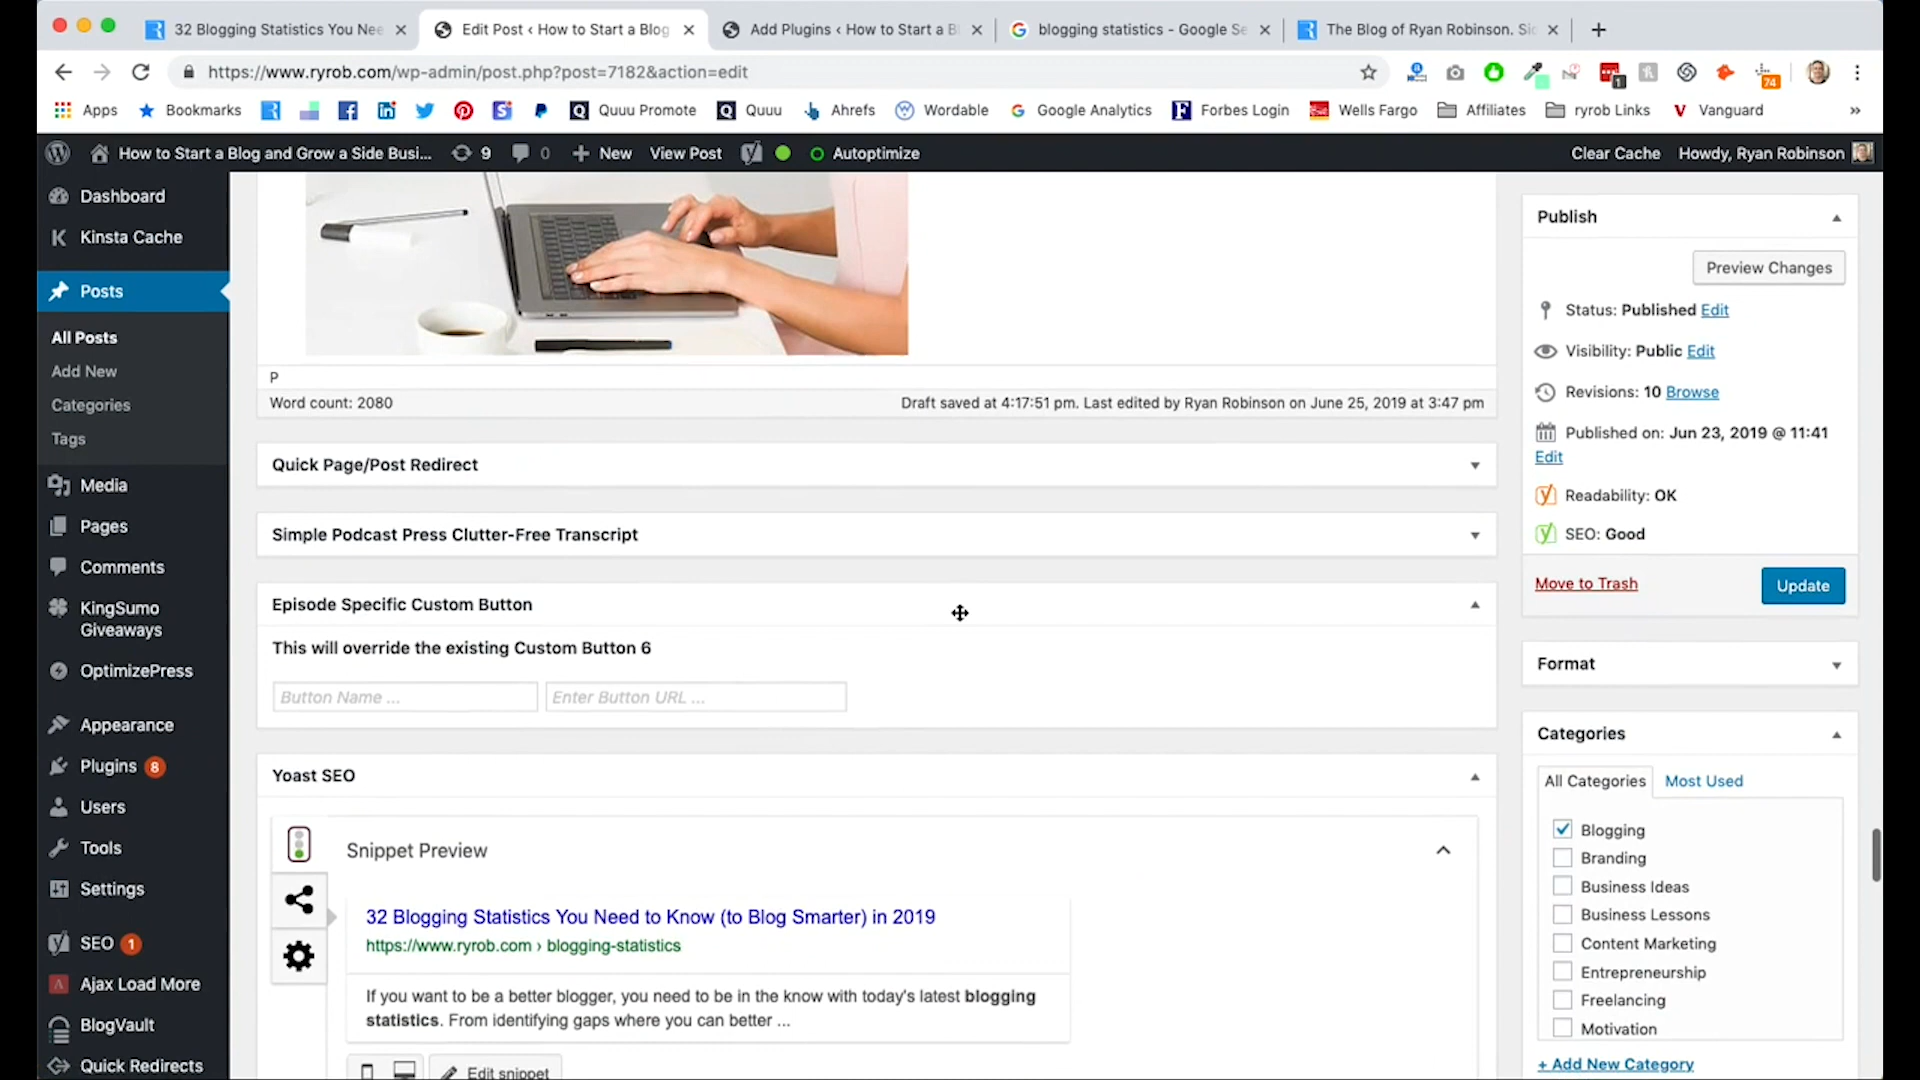 32 Blogging Statistics You Nee
Edit Post ‹ How to Start a Blog
Add Plugins ‹ How to Start a Bl
blogging statistics - Google Se
The Blog of Ryan Robinson. Sid
https://www.ryrob.com/wp-admin/post.php?post=7182&action=edit
1
74
Apps
Bookmarks
Quuu Promote
Quuu
Ahrefs
Wordable
Google Analytics
Forbes Login
Wells Fargo
Affiliates
ryrob Links
Vanguard
»
How to Start a Blog and Grow a Side Busi...
9
0
New
View Post
Autoptimize
Clear Cache
Howdy, Ryan Robinson
Dashboard
Kinsta Cache
Posts
All Posts
Add New
Categories
Tags
Media
Pages
Comments
KingSumo
Giveaways
OptimizePress
Appearance
Plugins 8
Users
Tools
Settings
SEO 1
Ajax Load More
BlogVault
Quick Redirects
P
Word count: 2080
Draft saved at 4:17:51 pm. Last edited by Ryan Robinson on June 25, 2019 at 3:47 pm
Quick Page/Post Redirect
Simple Podcast Press Clutter-Free Transcript
Episode Specific Custom Button
This will override the existing Custom Button 6
Button Name ...
Enter Button URL ...
Yoast SEO
Snippet Preview
32 Blogging Statistics You Need to Know (to Blog Smarter) in 2019
https://www.ryrob.com › blogging-statistics
If you want to be a better blogger, you need to be in the know with today's latest blogging
statistics. From identifying gaps where you can better ...
Edit snippet
Publish
Preview Changes
Status: Published Edit
Visibility: Public Edit
Revisions: 10 Browse
Published on: Jun 23, 2019 @ 11:41
Edit
Readability: OK
SEO: Good
Move to Trash
Update
Format
Categories
All Categories
Most Used
Blogging
Branding
Business Ideas
Business Lessons
Content Marketing
Entrepreneurship
Freelancing
Motivation
+ Add New Category